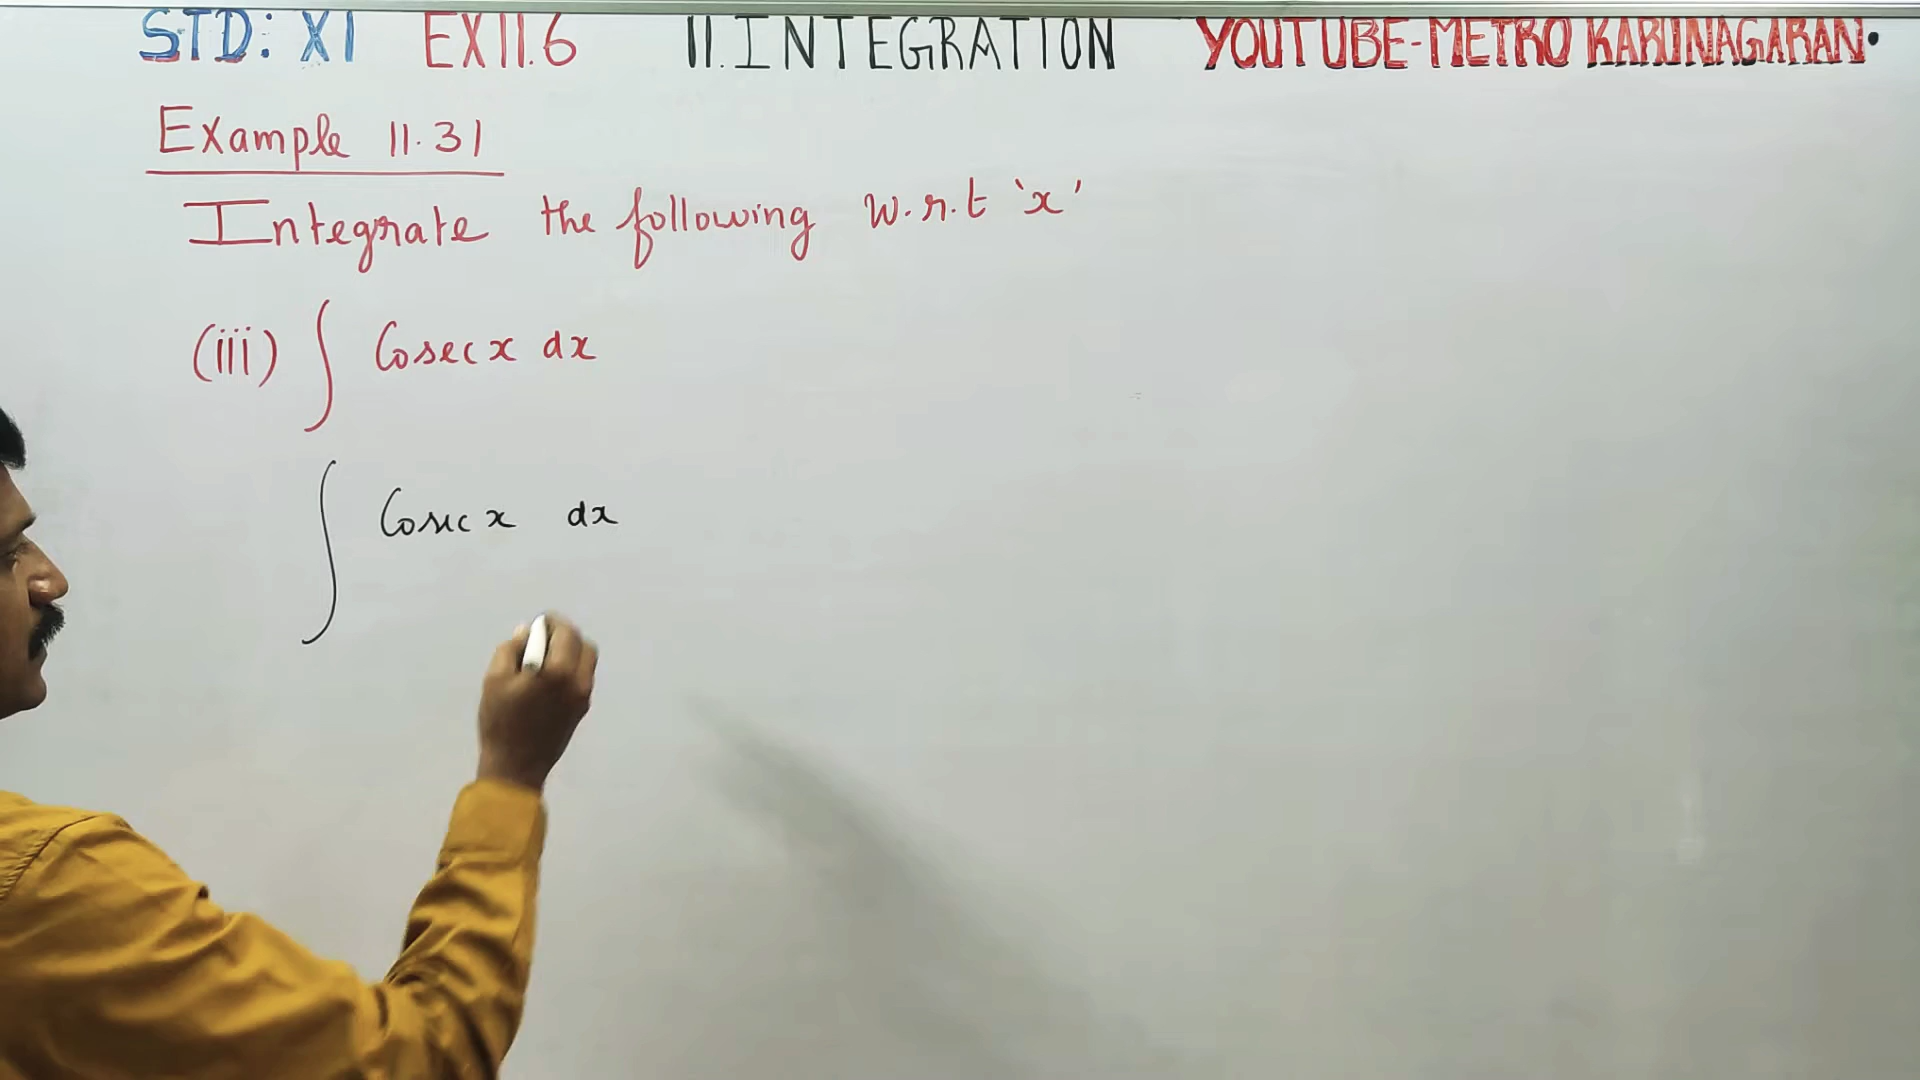 STD: XI EX11.6 11.INTEGRATION YOUTUBE-METRO KARUNAGARAN.
Example 11.31
Integrate the following w.r.t 'x'
(iii) ∫ Cosec x dx
∫ Cosec x dx